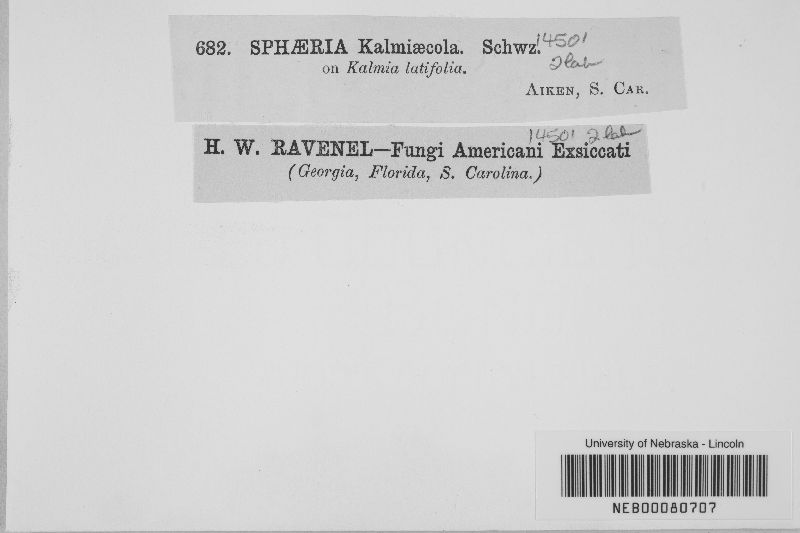 682. SPHÆRIA Kalmiæcola. Schwz. 14501
on Kalmia latifolia. 2 lab
AIKEN, S. CAR.
14501 2 lab
H. W. RAVENEL—Fungi Americani Exsiccati
(Georgia, Florida, S. Carolina.)
University of Nebraska - Lincoln
NEB00080707